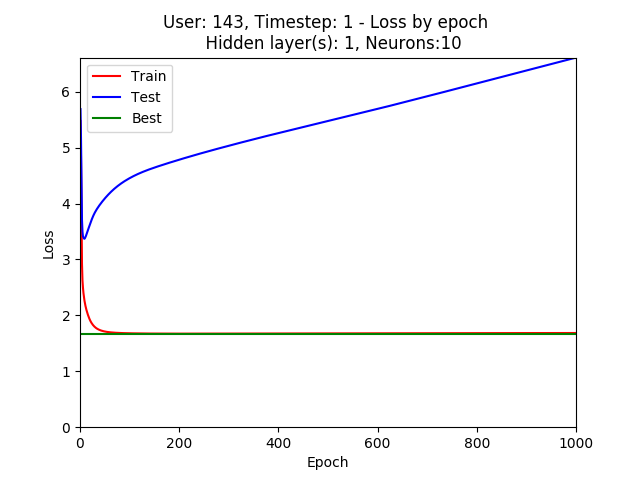 User: 143, Timestep: 1 - Loss by epoch
Hidden layer(s): 1, Neurons:10
Train
Test
Best
6
5
4
3
2
1
0
Loss
0 200 400 600 800 1000
Epoch